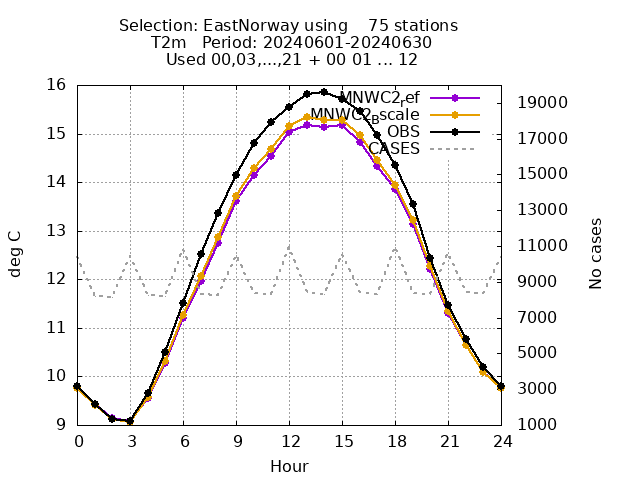 Selection: EastNorway using    75 stations
T2m   Period: 20240601-20240630
Used 00,03,...,21 + 00 01 ... 12
16
15
14
13
12
11
10
9
deg C
MNWC2ref
MNWC2Bscale
OBS
CASES
19000
17000
15000
13000
11000
9000
7000
5000
3000
1000
No cases
0 3 6 9 12 15 18 21 24
Hour